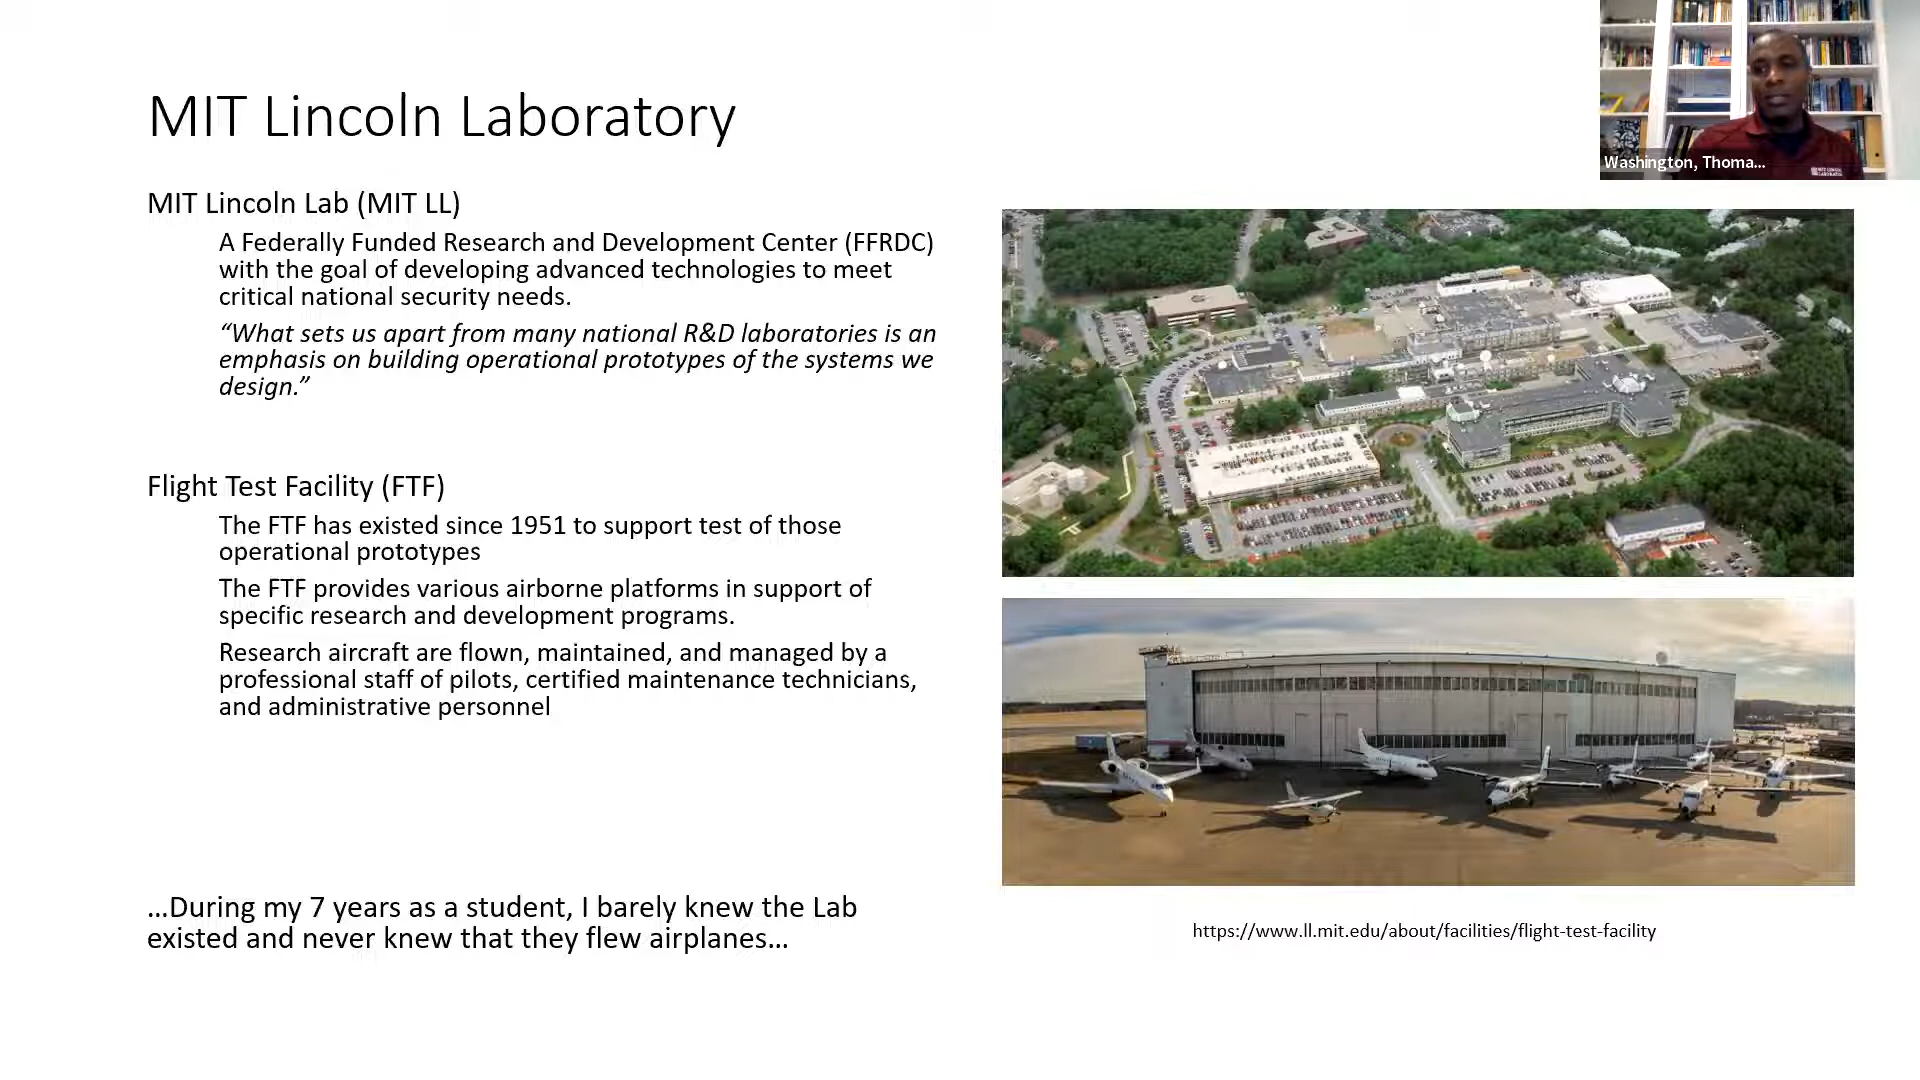 MIT Lincoln Laboratory
Washington, Thoma...
MIT Lincoln Lab (MIT LL)
A Federally Funded Research and Development Center (FFRDC)
with the goal of developing advanced technologies to meet
critical national security needs.
“What sets us apart from many national R&D laboratories is an
emphasis on building operational prototypes of the systems we
design.”
Flight Test Facility (FTF)
The FTF has existed since 1951 to support test of those
operational prototypes
The FTF provides various airborne platforms in support of
specific research and development programs.
Research aircraft are flown, maintained, and managed by a
professional staff of pilots, certified maintenance technicians,
and administrative personnel
…During my 7 years as a student, I barely knew the Lab
existed and never knew that they flew airplanes…
https://www.ll.mit.edu/about/facilities/flight-test-facility